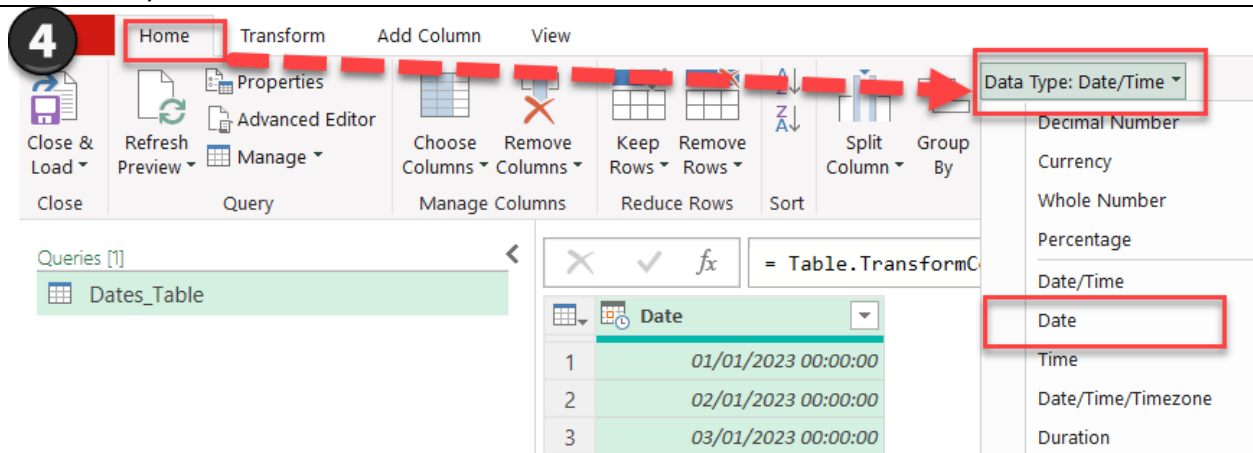 4
Home Transform Add Column View
Properties
Advanced Editor
Manage
Close & Load
Refresh Preview
Choose Columns
Remove Columns
Keep Rows
Remove Rows
A
Z
Z
A
Split Column
Group By
Close Query Manage Columns Reduce Rows Sort
Data Type: Date/Time
Decimal Number
Currency
Whole Number
Percentage
Date/Time
Date
Time
Date/Time/Timezone
Duration
Queries [1]
Dates_Table
fx = Table.TransformC
Date
1 01/01/2023 00:00:00
2 02/01/2023 00:00:00
3 03/01/2023 00:00:00